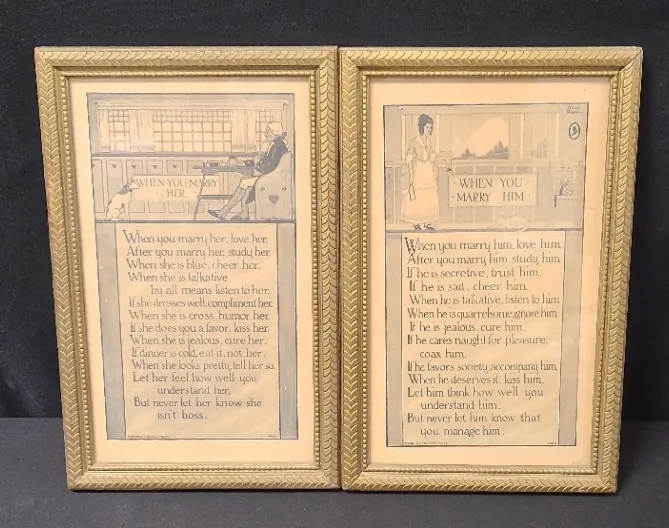 WHEN YOU MARRY
HER
When you marry her, love her,
After you marry her, study her
When she is blue, cheer her,
When she is talkative
by all means listen to her,
If she dresses well, compliment her,
When she is cross, humor her,
If she does you a favor, kiss her,
When she is jealous, cure her,
If dinner is cold, eat it, not her,
When she looks pretty, tell her so,
Let her feel how well you
understand her,
But never let her know she
isn't boss.
WHEN YOU
MARRY HIM
When you marry him, love him,
After you marry him, study him
If he is secretive, trust him,
If he is sad, cheer him,
When he is talkative, listen to him
When he is quarrelsome, ignore him,
If he is jealous, cure him,
If he cares naught for pleasure,
coax him,
If he favors society, accompany him,
When he deserves it, kiss him,
Let him think how well you
understand him,
But never let him know that
you manage him.